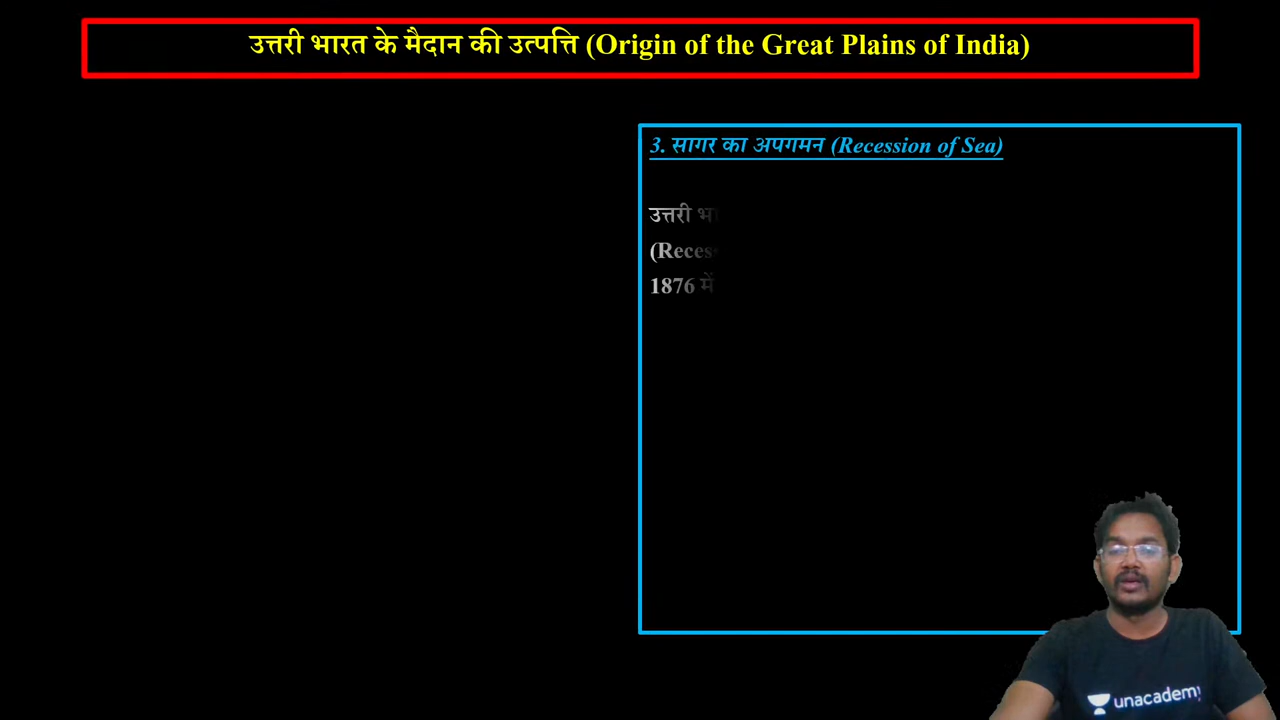 उत्तरी भारत के मैदान की उत्पत्ति (Origin of the Great Plains of India)
3. सागर का अपगमन (Recession of Sea)
उत्तरी
1876 में
unacademy